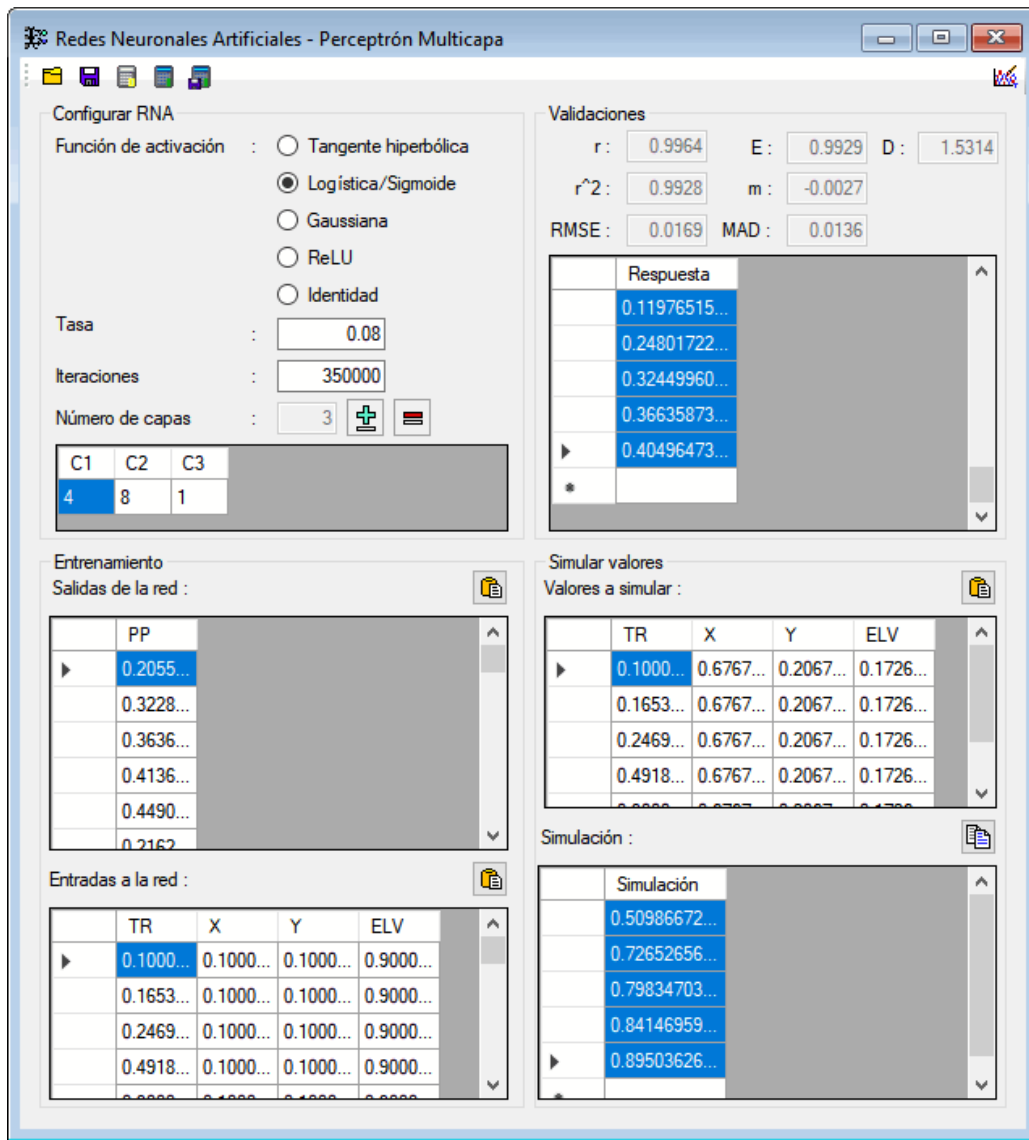 Redes Neuronales Artificiales - Perceptrón Multicapa
Configurar RNA
Función de activación : Tangente hiperbólica
Logística/Sigmoide
Gaussiana
ReLU
Identidad
Tasa : 0.08
Iteraciones : 350000
Número de capas : 3
C1 C2 C3
4 8 1
Validaciones
r : 0.9964 E : 0.9929 D : 1.5314
r^2 : 0.9928 m : -0.0027
RMSE : 0.0169 MAD : 0.0136
Respuesta
0.11976515...
0.24801722...
0.32449960...
0.36635873...
0.40496473...
Entrenamiento
Salidas de la red :
PP
0.2055...
0.3228...
0.3636...
0.4136...
0.4490...
0.2162
Entradas a la red :
TR X Y ELV
0.1000... 0.1000... 0.1000... 0.9000...
0.1653... 0.1000... 0.1000... 0.9000...
0.2469... 0.1000... 0.1000... 0.9000...
0.4918... 0.1000... 0.1000... 0.9000...
Simular valores
Valores a simular :
TR X Y ELV
0.1000... 0.6767... 0.2067... 0.1726...
0.1653... 0.6767... 0.2067... 0.1726...
0.2469... 0.6767... 0.2067... 0.1726...
0.4918... 0.6767... 0.2067... 0.1726...
Simulación :
Simulación
0.50986672...
0.72652656...
0.79834703...
0.84146959...
0.89503626...